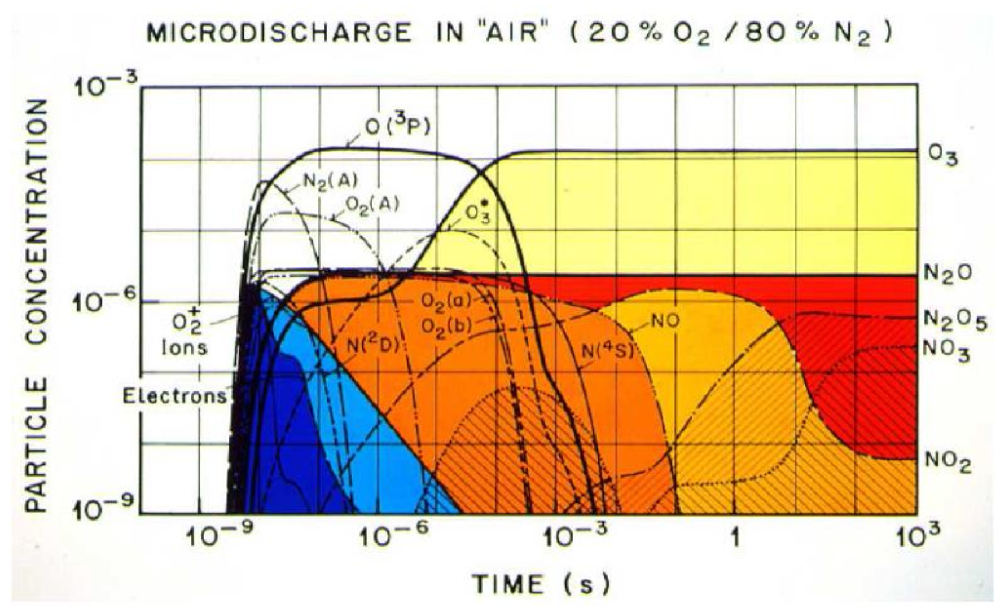 MICRODISCHARGE IN "AIR" (20% O₂ /80% N₂)
PARTICLE CONCENTRATION
10⁻³
10⁻⁶
10⁻⁹
O(³P)
N₂(A)
O₂(A)
O₃*
O₃
N₂O
O₂(a)
O₂(b)
NO
N₂O₅
O₂⁺
Ions
N(²D)
N(⁴S)
NO₃
Electrons
NO₂
10⁻⁹ 10⁻⁶ 10⁻³ 1 10³
TIME (s)